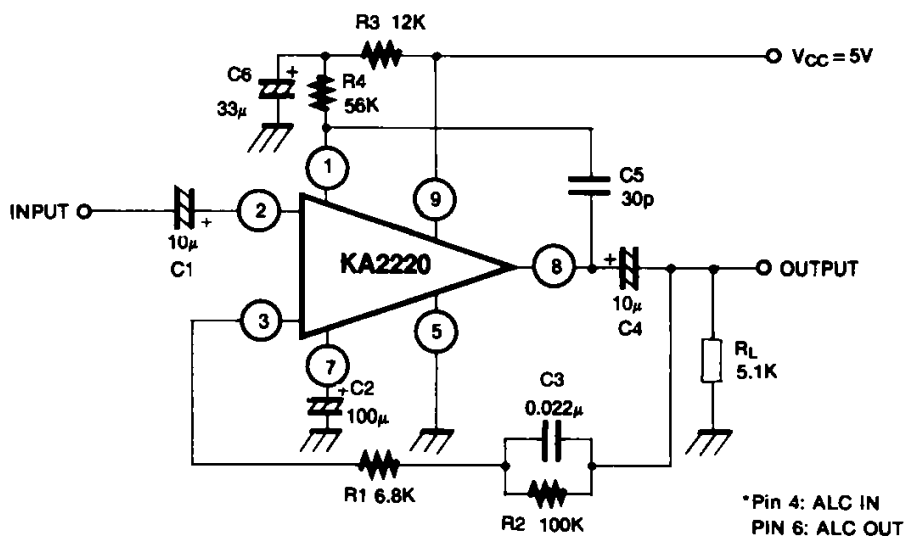 R3 12K
VCC = 5V
C6
33μ
+
R4
56K
1
C5
30p
INPUT
2
9
+
10μ
C1
KA2220
8
+
10μ
C4
OUTPUT
3
7
5
+C2
100μ
RL
5.1K
C3
0.022μ
R1 6.8K
R2 100K
*Pin 4: ALC IN
PIN 6: ALC OUT